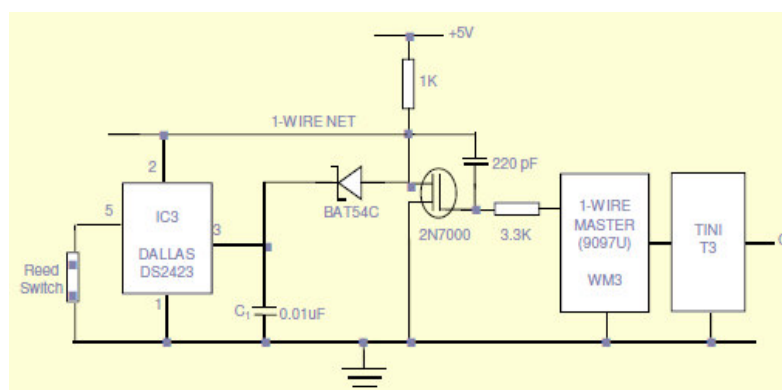 +5V
1K
1-WIRE NET
2
220 pF
5
IC3
3
DALLAS
DS2423
BAT54C
2N7000
3.3K
1-WIRE
MASTER
(9097U)
WM3
TINI
T3
Reed
Switch
1
C1
0.01uF